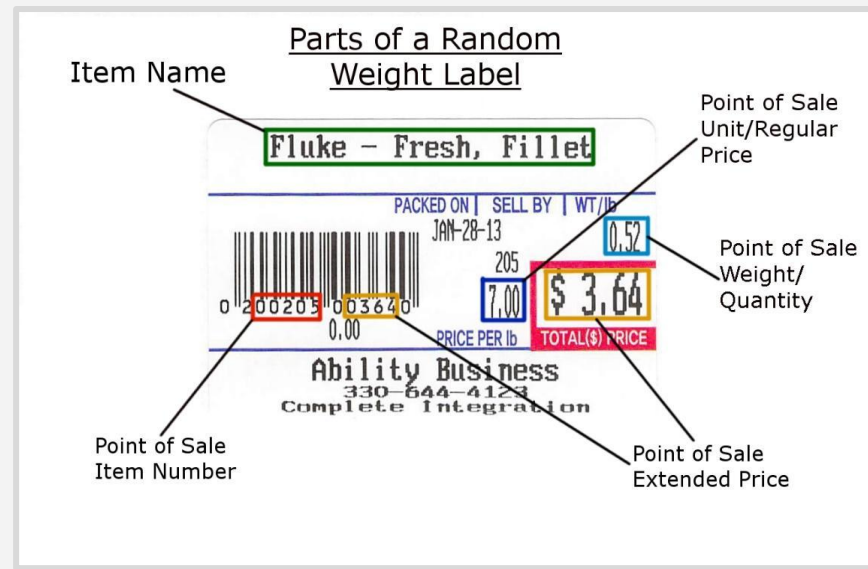 Parts of a Random
Weight Label
Item Name
Point of Sale
Unit/Regular
Price
Fluke - Fresh, Fillet
PACKED ON | SELL BY | WT/lb
JAN-28-13
0.52
205
Point of Sale
Weight/
Quantity
7.00
$ 3.64
0 200205 003640
0.00
PRICE PER lb
TOTAL($) PRICE
Ability Business
330-644-4123
Complete Integration
Point of Sale
Item Number
Point of Sale
Extended Price